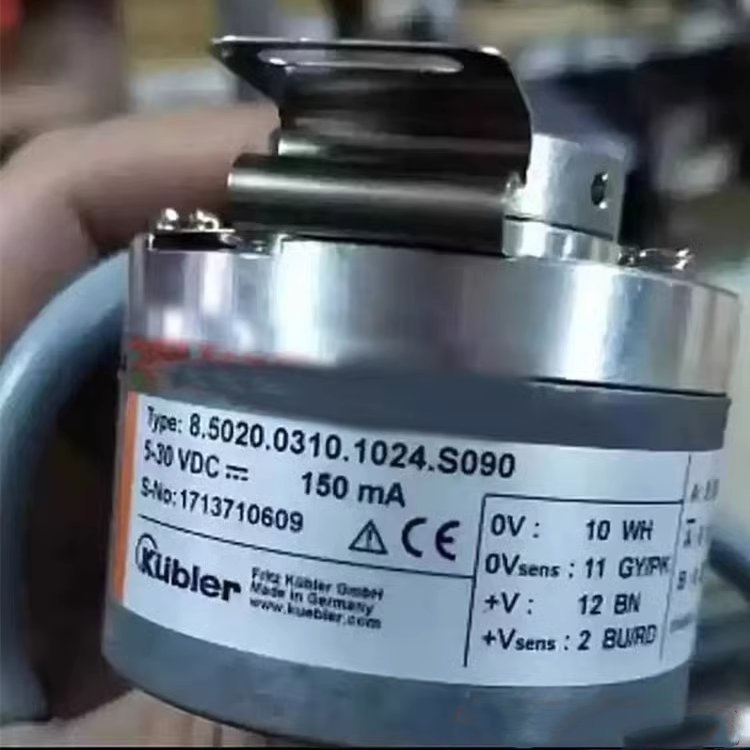 Type: 8.5020.0310.1024.S090
5-30 VDC 150 mA
S-No: 1713710609
CE
Kübler
Fritz Kübler GmbH
Made in Germany
www.kuebler.com
0V : 10 WH
0Vsens : 11 GY/PK
+V : 12 BN
+Vsens : 2 BU/RD
A
B